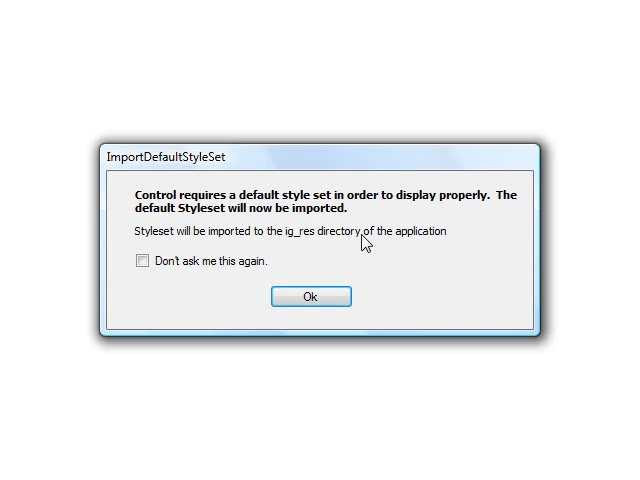 ImportDefaultStyleSet
Control requires a default style set in order to display properly.  The
default Styleset will now be imported.
Styleset will be imported to the ig_res directory of the application
Don't ask me this again.
Ok